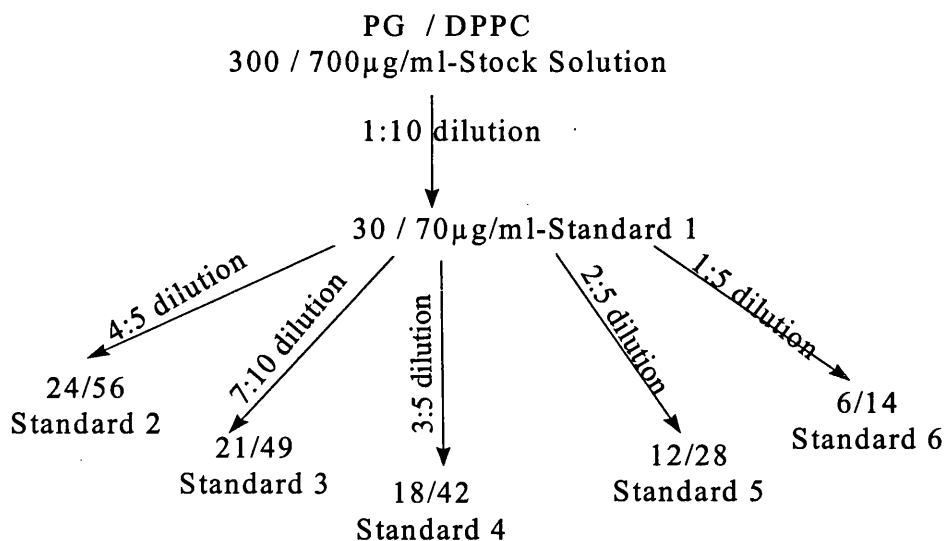 PG / DPPC
300 / 700µg/ml-Stock Solution
1:10 dilution
30 / 70µg/ml-Standard 1
4:5 dilution
7:10 dilution
3:5 dilution
2:5 dilution
1:5 dilution
24/56
Standard 2
21/49
Standard 3
18/42
Standard 4
12/28
Standard 5
6/14
Standard 6